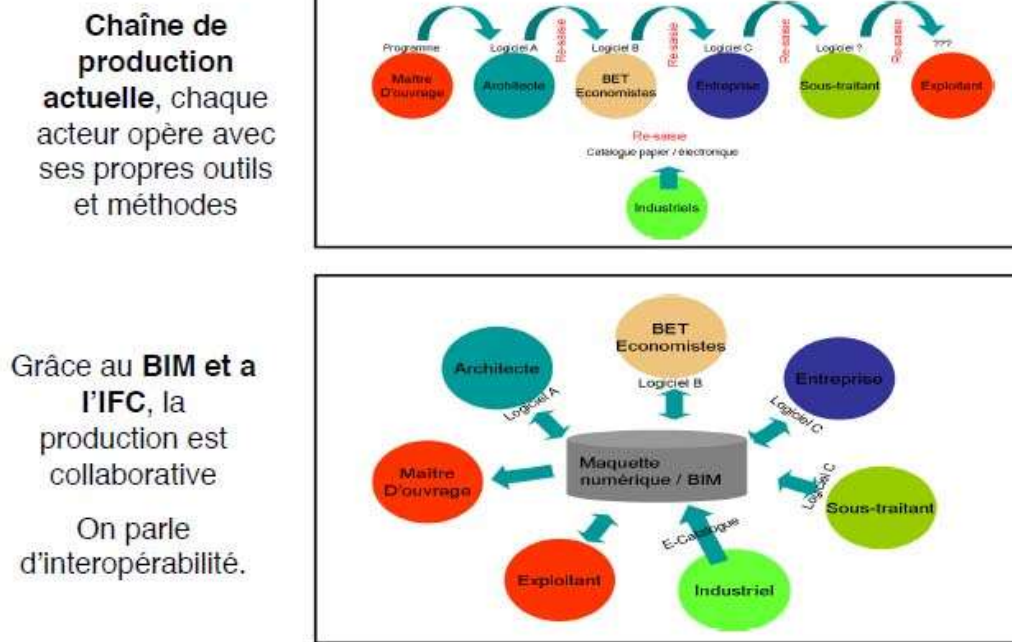 Chaîne de
production
actuelle, chaque
acteur opère avec
ses propres outils
et méthodes
Programme
Logiciel A
Re-saisie
Logiciel B
Re-saisie
Logiciel C
Re-saisie
Logiciel ?
Re-saisie
???
Maître
D'ouvrage
Architecte
BET
Economistes
Entreprise
Sous-traitant
Exploitant
Re-saisie
Catalogue papier / électronique
Industriels
Grâce au BIM et a
l'IFC, la
production est
collaborative
On parle
d'interopérabilité.
BET
Economistes
Architecte
Entreprise
Logiciel A
Logiciel B
Logiciel C
Maître
D'ouvrage
Maquette
numérique / BIM
Logiciel C
Sous-traitant
E-Catalogue
Exploitant
Industriel